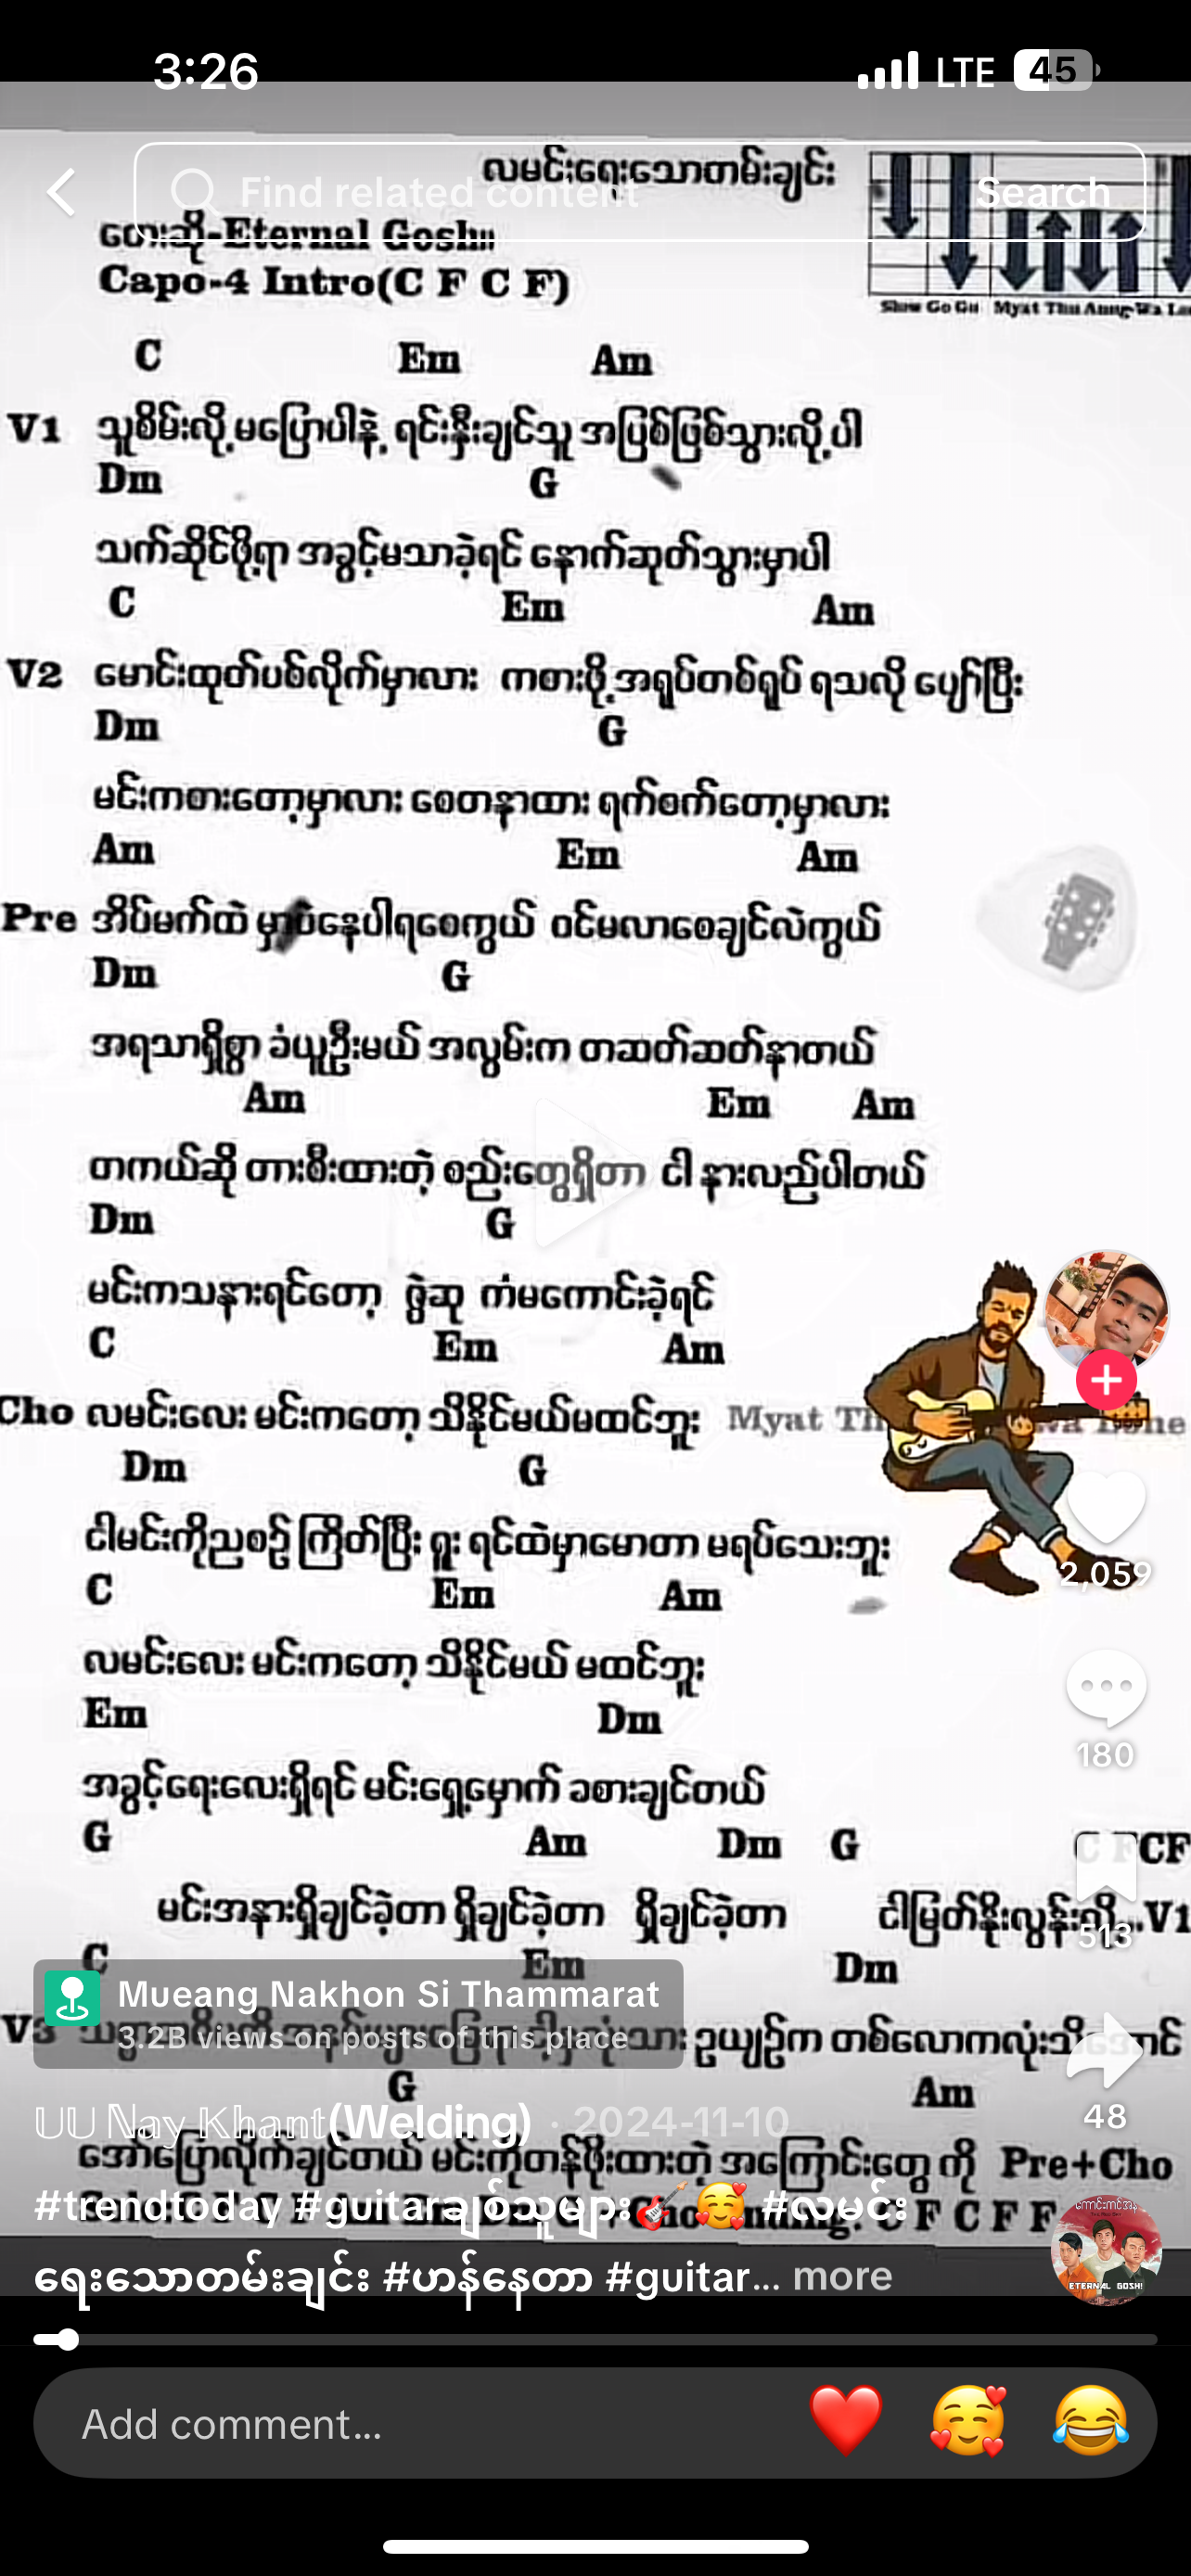 3:26
LTE 45
လမင်းရေးသောတမ်းချင်း
Find related content
Search
တေးဆို-Eternal Gosh॥
Capo-4 Intro(C F C F)
Slow Go Go Myat Thu Aung-Wa Lone
C Em Am
V1 သူစိမ်းလို့မပြောပါနဲ့ ရင်းနှီးချင်သူ အပြစ်ဖြစ်သွားလို့ပါ
Dm G
သက်ဆိုင်ဖို့ရာ အခွင့်မသာခဲ့ရင် နောက်ဆုတ်သွားမှာပါ
C Em Am
V2 မောင်းထုတ်ပစ်လိုက်မှာလား ကစားဖို့အရုပ်တစ်ရုပ် ရသလို ပျော်ပြီး
Dm G
မင်းကစားတော့မှာလား စေတနာထား ရက်စက်တော့မှာလား
Am Em Am
Pre အိပ်မက်ထဲ မှာပဲနေပါရစေကွယ် ဝင်မလာစေချင်လဲကွယ်
Dm G
အရသာရှိစွာ ခံယူဦးမယ် အလွမ်းက တဆတ်ဆတ်နာတယ်
Am Em Am
တကယ်ဆို တားစီးထားတဲ့ စည်းတွေရှိတာ ငါ နားလည်ပါတယ်
Dm G
မင်းကသနားရင်တော့ ဇွဲဆု ကံမကောင်းခဲ့ရင်
C Em Am
Cho လမင်းလေး မင်းကတော့ သိနိုင်မယ်မထင်ဘူး
Myat Th
Dm G
ငါမင်းကိုညစဉ် ကြိတ်ပြီး ရူး ရင်ထဲမှာမောတာ မရပ်သေးဘူး
C Em Am
လမင်းလေး မင်းကတော့ သိနိုင်မယ် မထင်ဘူး
Em Dm
အခွင့်ရေးလေးရှိရင် မင်းရှေ့မှောက် ခစားချင်တယ်
G Am Dm G C FCF
မင်းအနားရှိချင်ခဲ့တာ ရှိချင်ခဲ့တာ ရှိချင်ခဲ့တာ ငါမြတ်နိုးလွန်းလို့..V1
C Em Dm
V3 ဥယျဉ်က တစ်လောကလုံးသိအောင်
G Am
အော်ပြောလိုက်ချင်တယ် မင်းကိုတန်ဖိုးထားတဲ့ အကြောင်းတွေ ကို Pre+Cho
F C F F
2,059
180
513
48
Mueang Nakhon Si Thammarat
3.2B views on posts of this place
UU Nay Khant(Welding) · 2024-11-10
#trendtoday #guitarချစ်သူများ🎸🥰 #လမင်း
ရေးသောတမ်းချင်း #ဟန်နေတာ #guitar... more
ETERNAL GOSH!
Add comment...